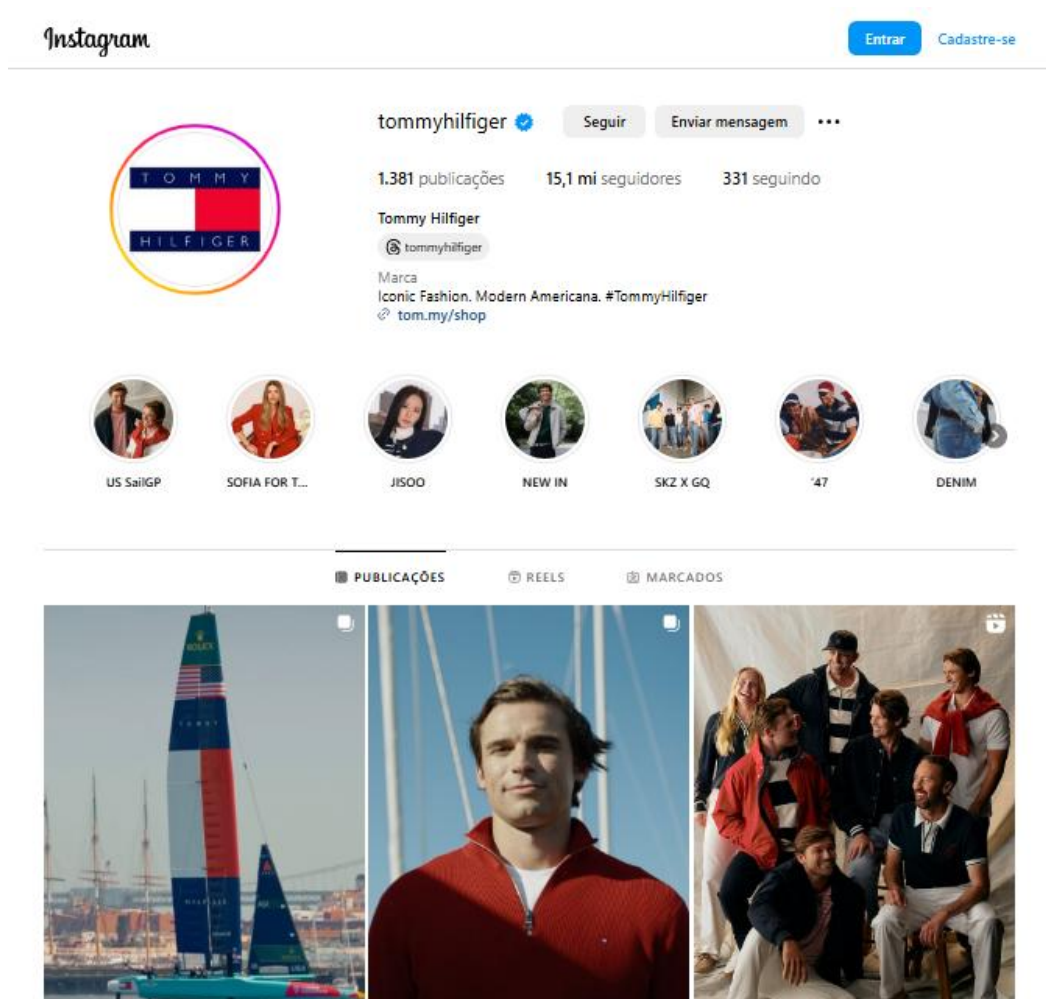 Instagram
Entrar
Cadastre-se
tommyhilfiger
Seguir
Enviar mensagem
1.381 publicações
15,1 mi seguidores
331 seguindo
TOMMY
HILFIGER
Tommy Hilfiger
tommyhilfiger
Marca
Iconic Fashion. Modern Americana. #TommyHilfiger
tom.my/shop
US SailGP
SOFIA FOR T...
JISOO
NEW IN
SKZ X GQ
'47
DENIM
PUBLICAÇÕES
REELS
MARCADOS
ROLEX
TOMMY
HILFIGER